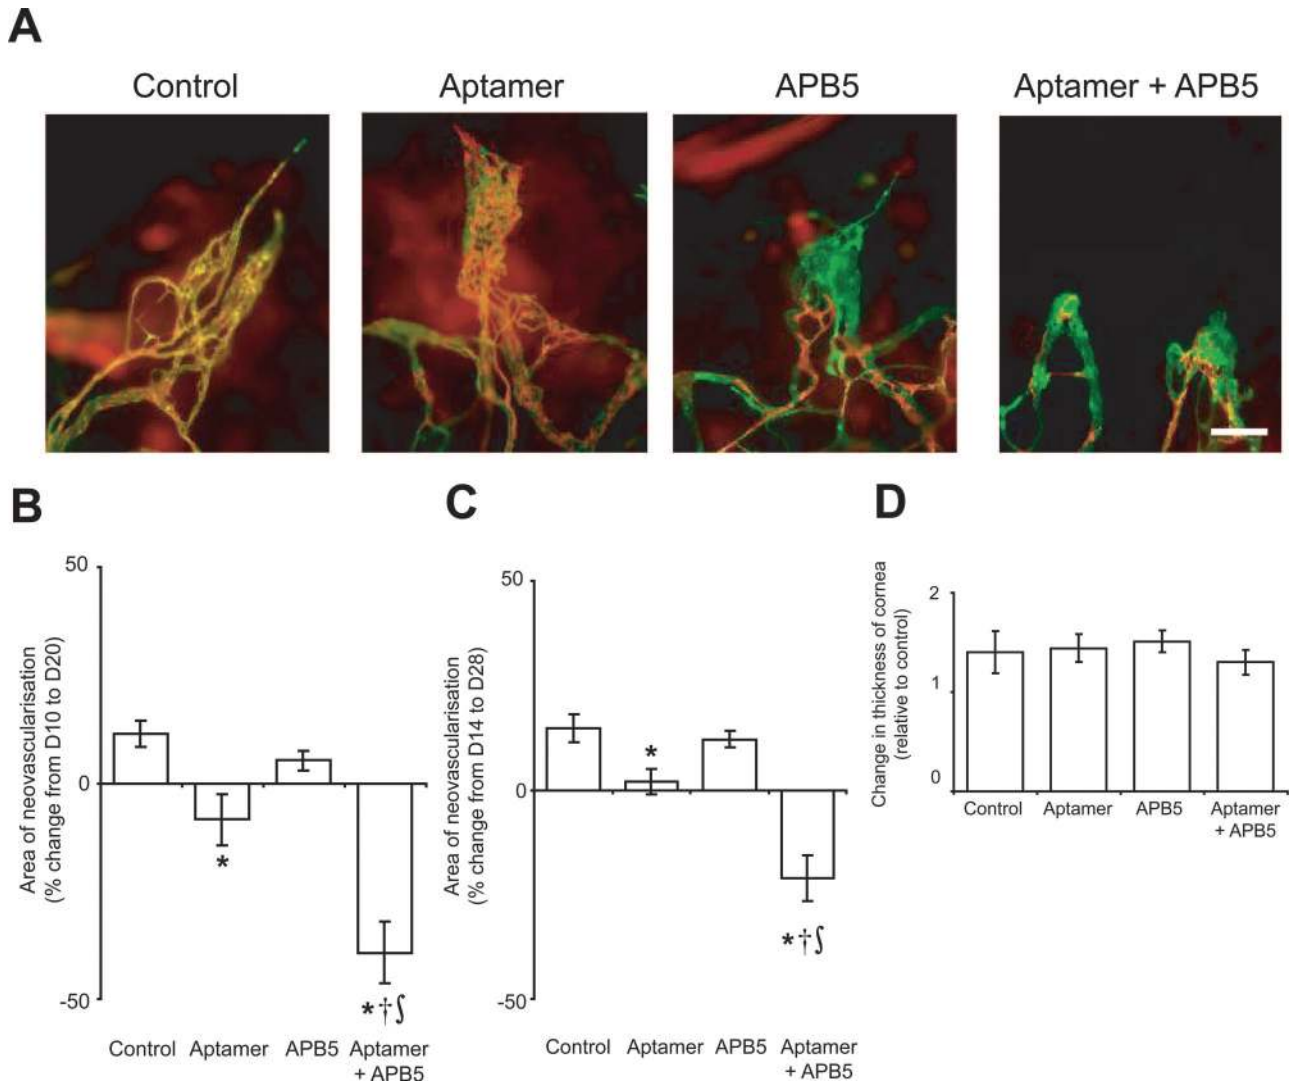 A
Control
Aptamer
APB5
Aptamer + APB5
B
Area of neovascularisation
(% change from D10 to D20)
50
0
-50
*
*†∫
Control
Aptamer
APB5
Aptamer
+ APB5
C
Area of neovascularisation
(% change from D14 to D28)
50
0
-50
*
*†∫
Control
Aptamer
APB5
Aptamer
+ APB5
D
Change in thickness of cornea
(relative to control)
2
1
0
Control
Aptamer
APB5
Aptamer
+ APB5